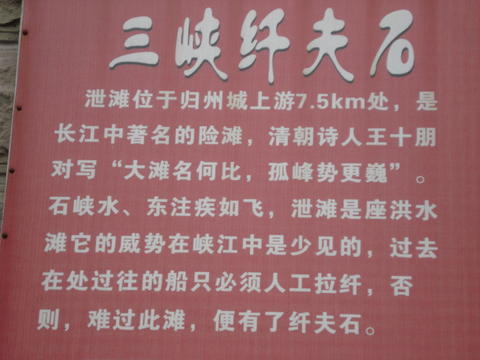 三峡纤夫石
泄滩位于归州城上游7.5km处，是
长江中著名的险滩，清朝诗人王十朋
对写“大滩名何比，孤峰势更巍”。
石峡水、东注疾如飞，泄滩是座洪水
滩它的威势在峡江中是少见的，过去
在处过往的船只必须人工拉纤，否
则，难过此滩，便有了纤夫石。